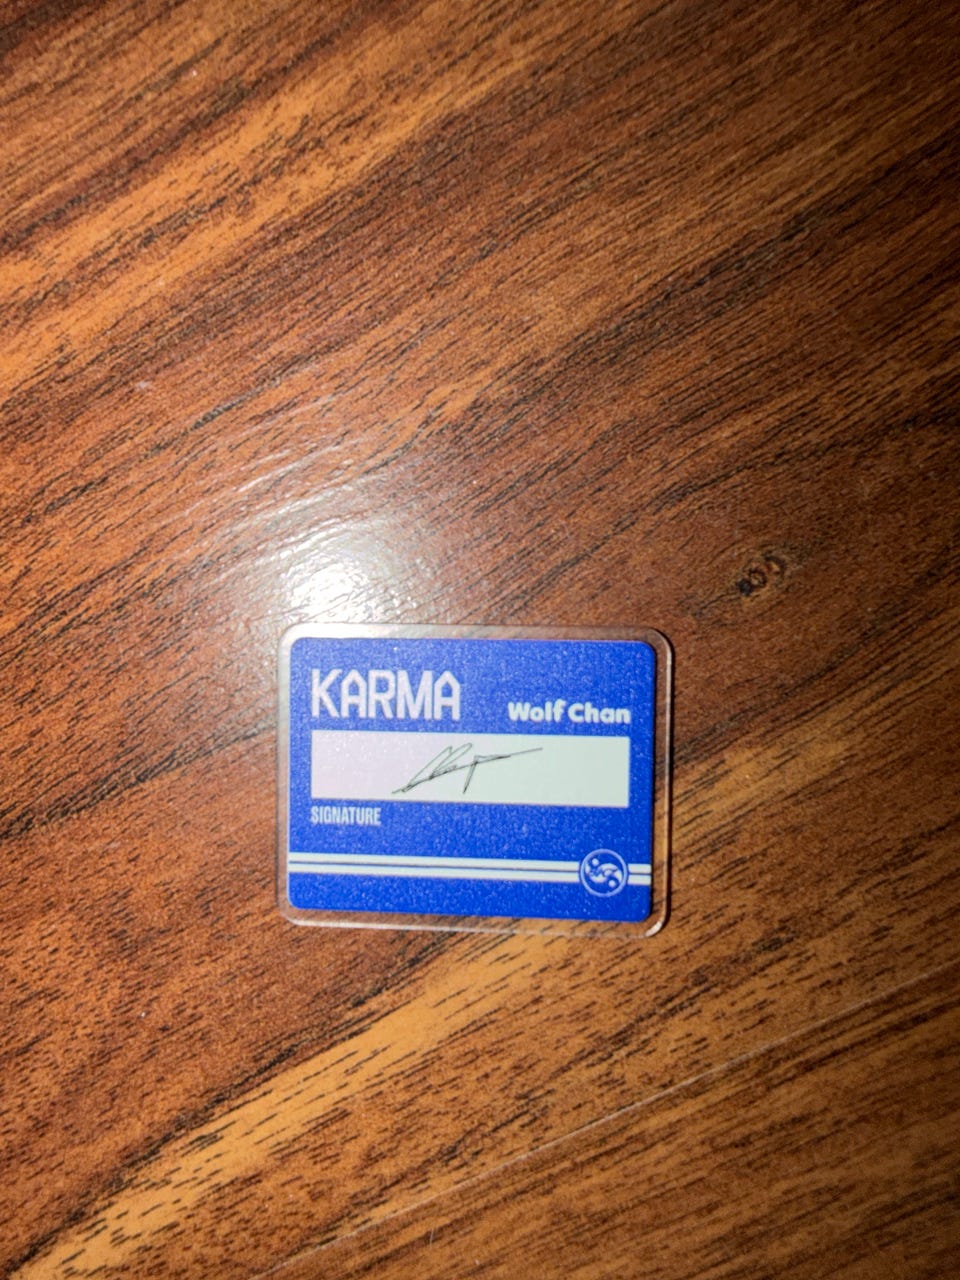 KARMA
Wolf Chan
SIGNATURE